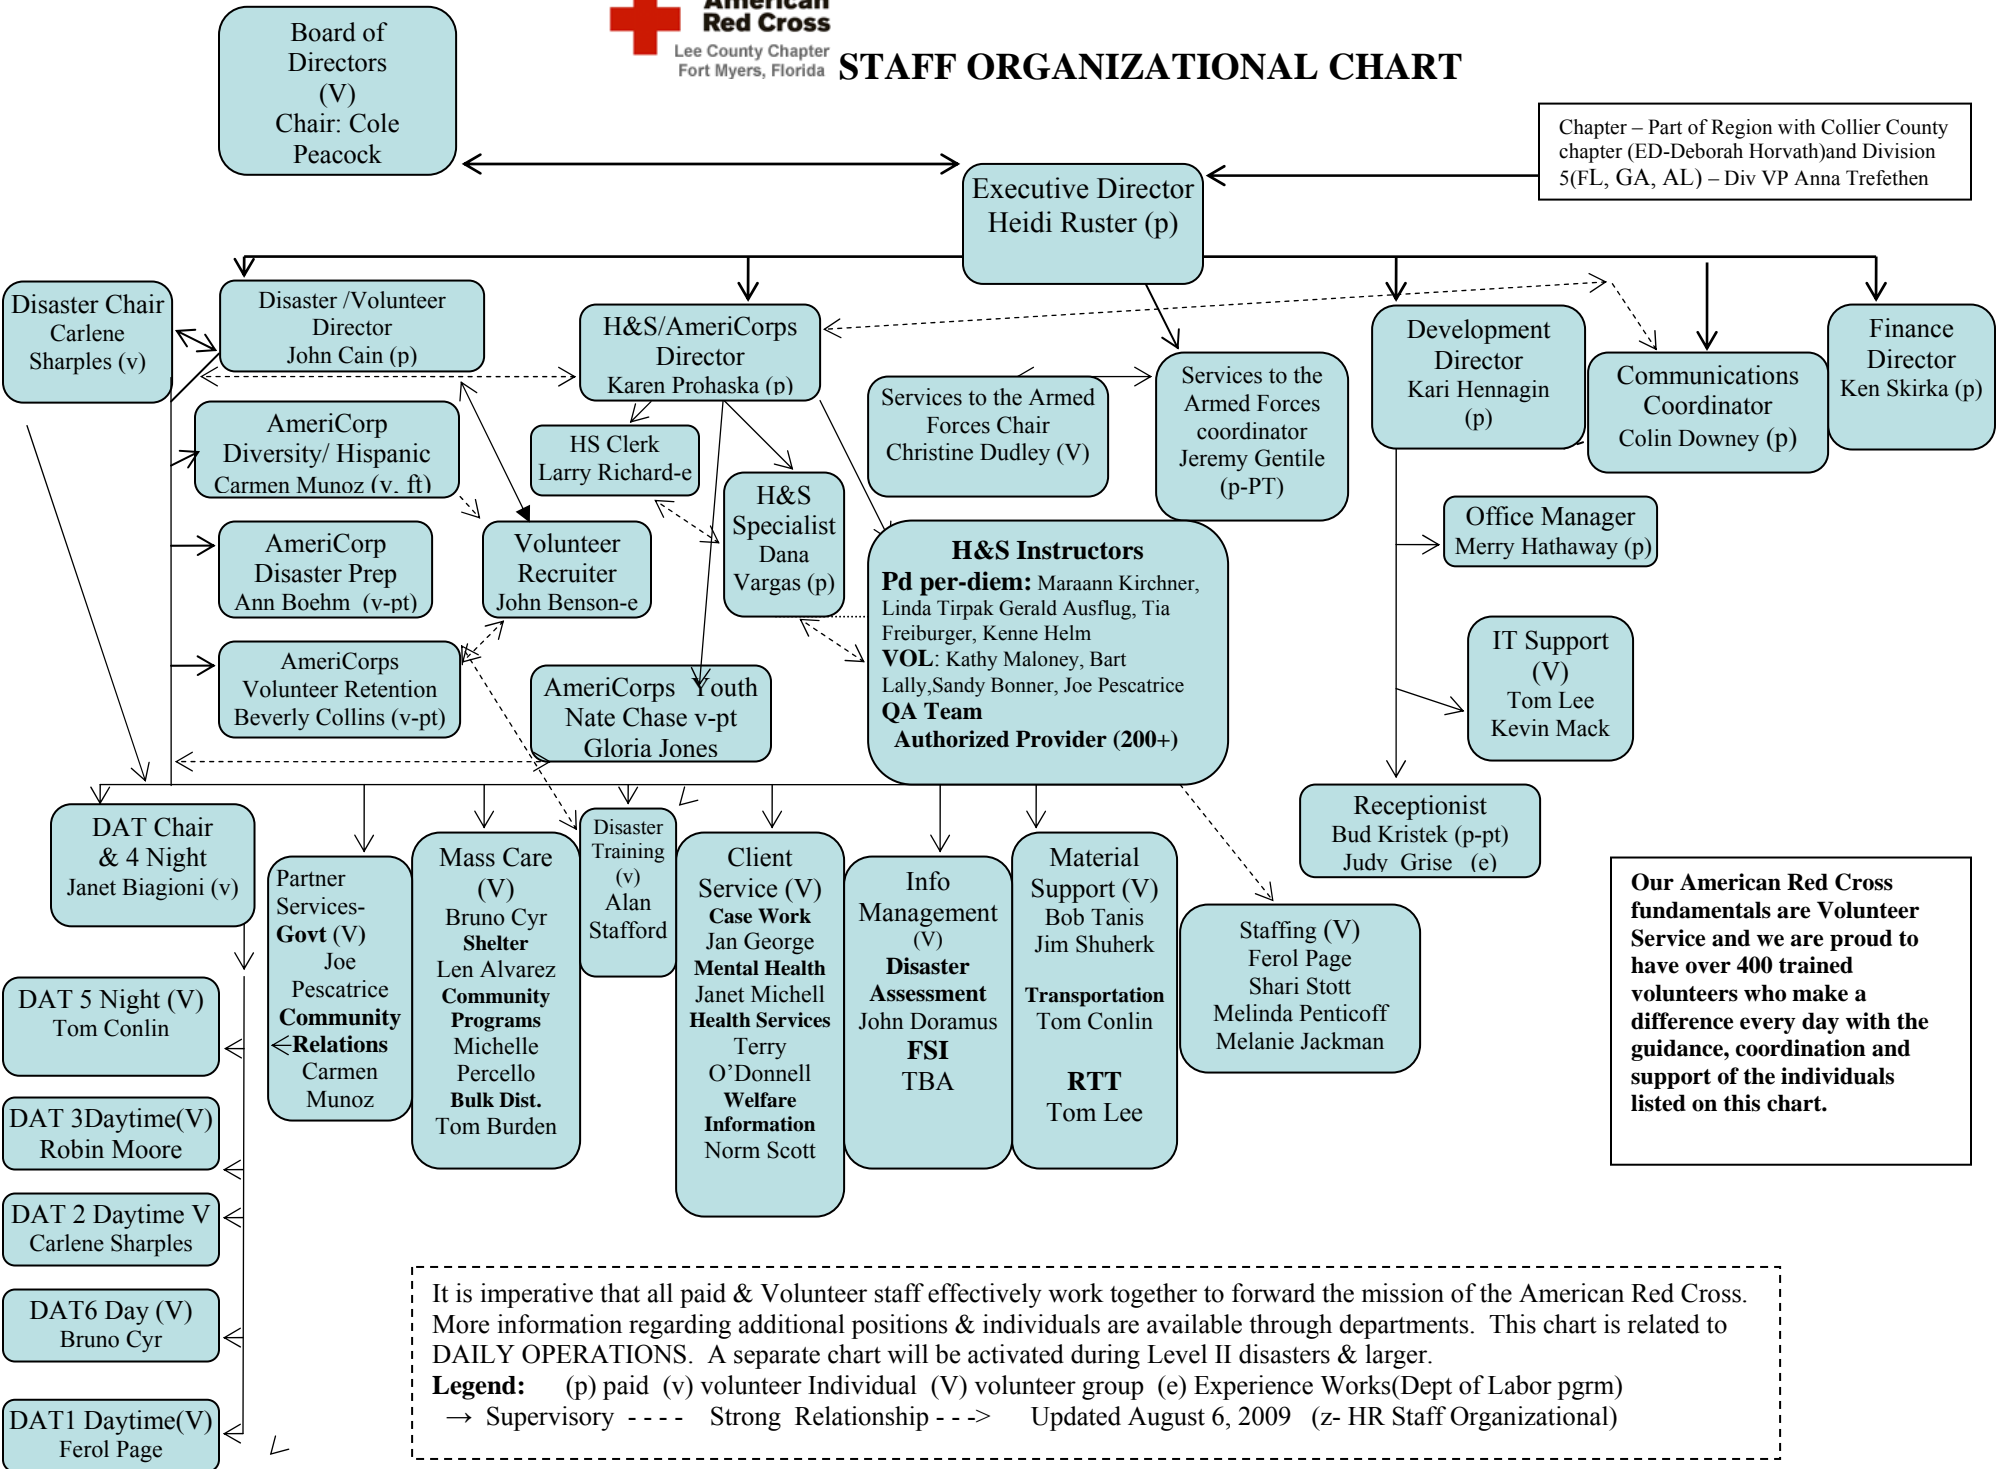 American
Red Cross
Lee County Chapter
Fort Myers, Florida
STAFF ORGANIZATIONAL CHART
Board of
Directors
(V)
Chair: Cole
Peacock
Chapter – Part of Region with Collier County
chapter (ED-Deborah Horvath)and Division
5(FL, GA, AL) – Div VP Anna Trefethen
Executive Director
Heidi Ruster (p)
Disaster Chair
Carlene
Sharples (v)
Disaster /Volunteer
Director
John Cain (p)
H&S/AmeriCorps
Director
Karen Prohaska (p)
Services to the Armed
Forces Chair
Christine Dudley (V)
Services to the
Armed Forces
coordinator
Jeremy Gentile
(p-PT)
Development
Director
Kari Hennagin
(p)
Communications
Coordinator
Colin Downey (p)
Finance
Director
Ken Skirka (p)
AmeriCorp
Diversity/ Hispanic
Carmen Munoz (v, ft)
HS Clerk
Larry Richard-e
H&S
Specialist
Dana
Vargas (p)
AmeriCorp
Disaster Prep
Ann Boehm (v-pt)
Volunteer
Recruiter
John Benson-e
H&S Instructors
Pd per-diem: Maraann Kirchner,
Linda Tirpak Gerald Ausflug, Tia
Freiburger, Kenne Helm
VOL: Kathy Maloney, Bart
Lally,Sandy Bonner, Joe Pescatrice
QA Team
Authorized Provider (200+)
Office Manager
Merry Hathaway (p)
AmeriCorps
Volunteer Retention
Beverly Collins (v-pt)
AmeriCorps Youth
Nate Chase v-pt
Gloria Jones
IT Support
(V)
Tom Lee
Kevin Mack
Receptionist
Bud Kristek (p-pt)
Judy Grise (e)
DAT Chair
& 4 Night
Janet Biagioni (v)
Partner
Services-
Govt (V)
Joe
Pescatrice
Community
Relations
Carmen
Munoz
Mass Care
(V)
Bruno Cyr
Shelter
Len Alvarez
Community
Programs
Michelle
Percello
Bulk Dist.
Tom Burden
Disaster
Training
(v)
Alan
Stafford
Client
Service (V)
Case Work
Jan George
Mental Health
Janet Michell
Health Services
Terry
O’Donnell
Welfare
Information
Norm Scott
Info
Management
(V)
Disaster
Assessment
John Doramus
FSI
TBA
Material
Support (V)
Bob Tanis
Jim Shuherk
Transportation
Tom Conlin
RTT
Tom Lee
Staffing (V)
Ferol Page
Shari Stott
Melinda Penticoff
Melanie Jackman
Our American Red Cross
fundamentals are Volunteer
Service and we are proud to
have over 400 trained
volunteers who make a
difference every day with the
guidance, coordination and
support of the individuals
listed on this chart.
DAT 5 Night (V)
Tom Conlin
DAT 3Daytime(V)
Robin Moore
DAT 2 Daytime V
Carlene Sharples
DAT6 Day (V)
Bruno Cyr
DAT1 Daytime(V)
Ferol Page
It is imperative that all paid & Volunteer staff effectively work together to forward the mission of the American Red Cross.
More information regarding additional positions & individuals are available through departments. This chart is related to
DAILY OPERATIONS. A separate chart will be activated during Level II disasters & larger.
Legend: (p) paid (v) volunteer Individual (V) volunteer group (e) Experience Works(Dept of Labor pgrm)
→ Supervisory - - - - Strong Relationship - - -> Updated August 6, 2009 (z- HR Staff Organizational)